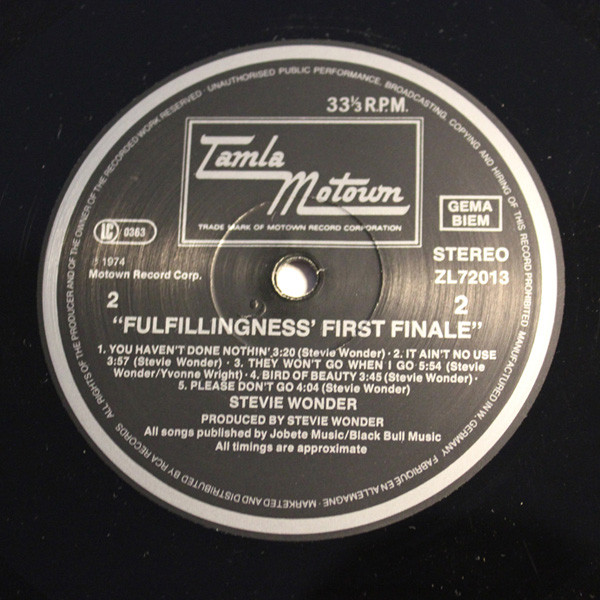 ALL RIGHTS OF THE PRODUCER AND OF THE OWNER OF THE RECORDED WORK RESERVED · UNAUTHORISED PUBLIC PERFORMANCE, BROADCASTING, COPYING AND HIRING OF THIS RECORD PROHIBITED. MANUFACTURED IN W. GERMANY FABRIQUE EN ALLEMAGNE · MARKETED AND DISTRIBUTED BY RCA RECORDS
33⅓ R.P.M.
Tamla
Motown
TRADE MARK OF MOTOWN RECORD CORPORATION
LC 0363
GEMA
BIEM
℗ 1974
Motown Record Corp.
STEREO
ZL72013
2
2
“FULFILLINGNESS’ FIRST FINALE”
1. YOU HAVEN'T DONE NOTHIN' 3:20 (Stevie Wonder) · 2. IT AIN'T NO USE
3:57 (Stevie Wonder) · 3. THEY WON'T GO WHEN I GO 5:54 (Stevie
Wonder/Yvonne Wright) · 4. BIRD OF BEAUTY 3:45 (Stevie Wonder) ·
5. PLEASE DON'T GO 4:04 (Stevie Wonder)
STEVIE WONDER
PRODUCED BY STEVIE WONDER
All songs published by Jobete Music/Black Bull Music
All timings are approximate